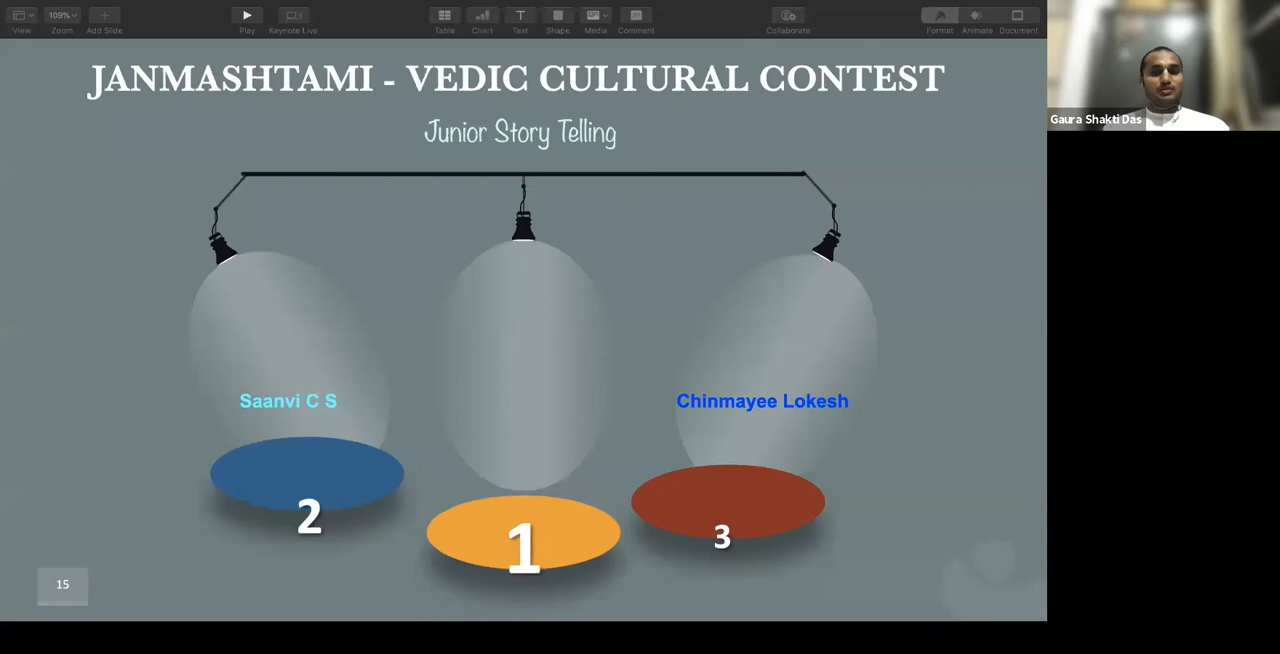 109%
View
Zoom
Add Slide
Play
Keynote Live
Table
Chart
Text
Shape
Media
Comment
Collaborate
Format
Animate
Document
JANMASHTAMI - VEDIC CULTURAL CONTEST
Junior Story Telling
Gaura Shakti Das
Saanvi C S
Chinmayee Lokesh
2
1
3
15